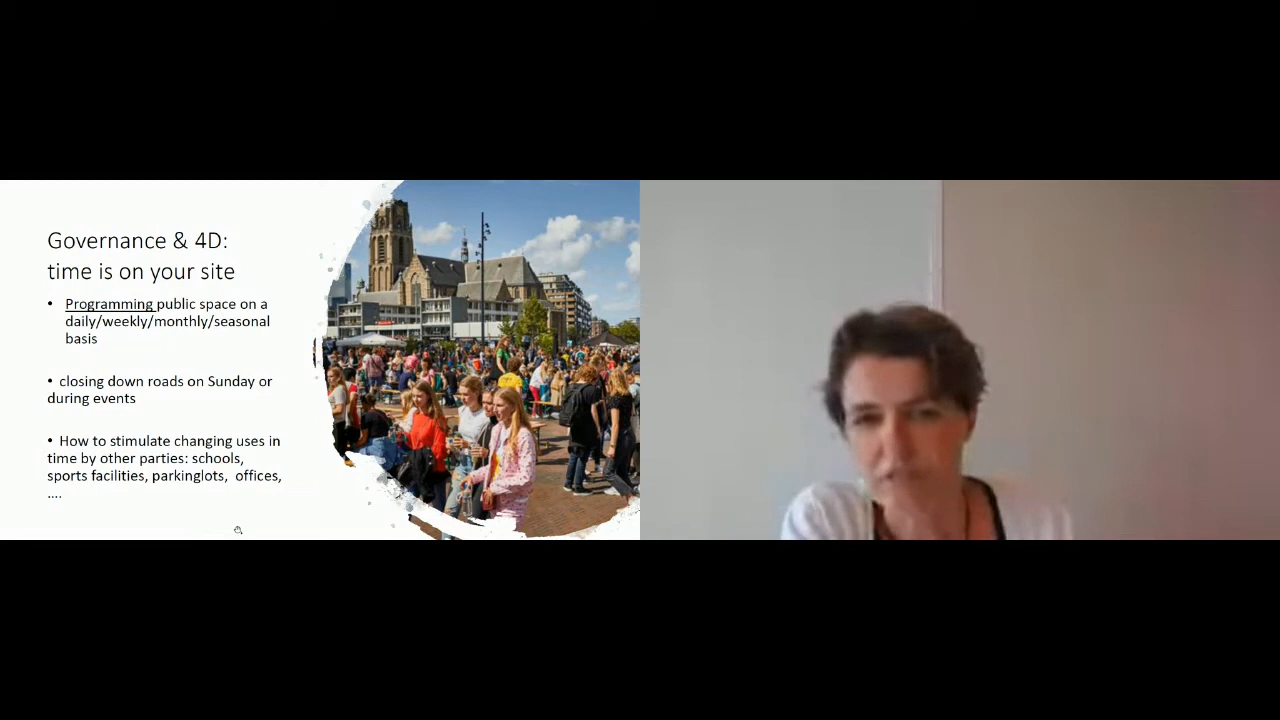 Governance & 4D:
time is on your site
• Programming public space on a
daily/weekly/monthly/seasonal
basis
• closing down roads on Sunday or
during events
• How to stimulate changing uses in
time by other parties: schools,
sports facilities, parkinglots, offices,
....